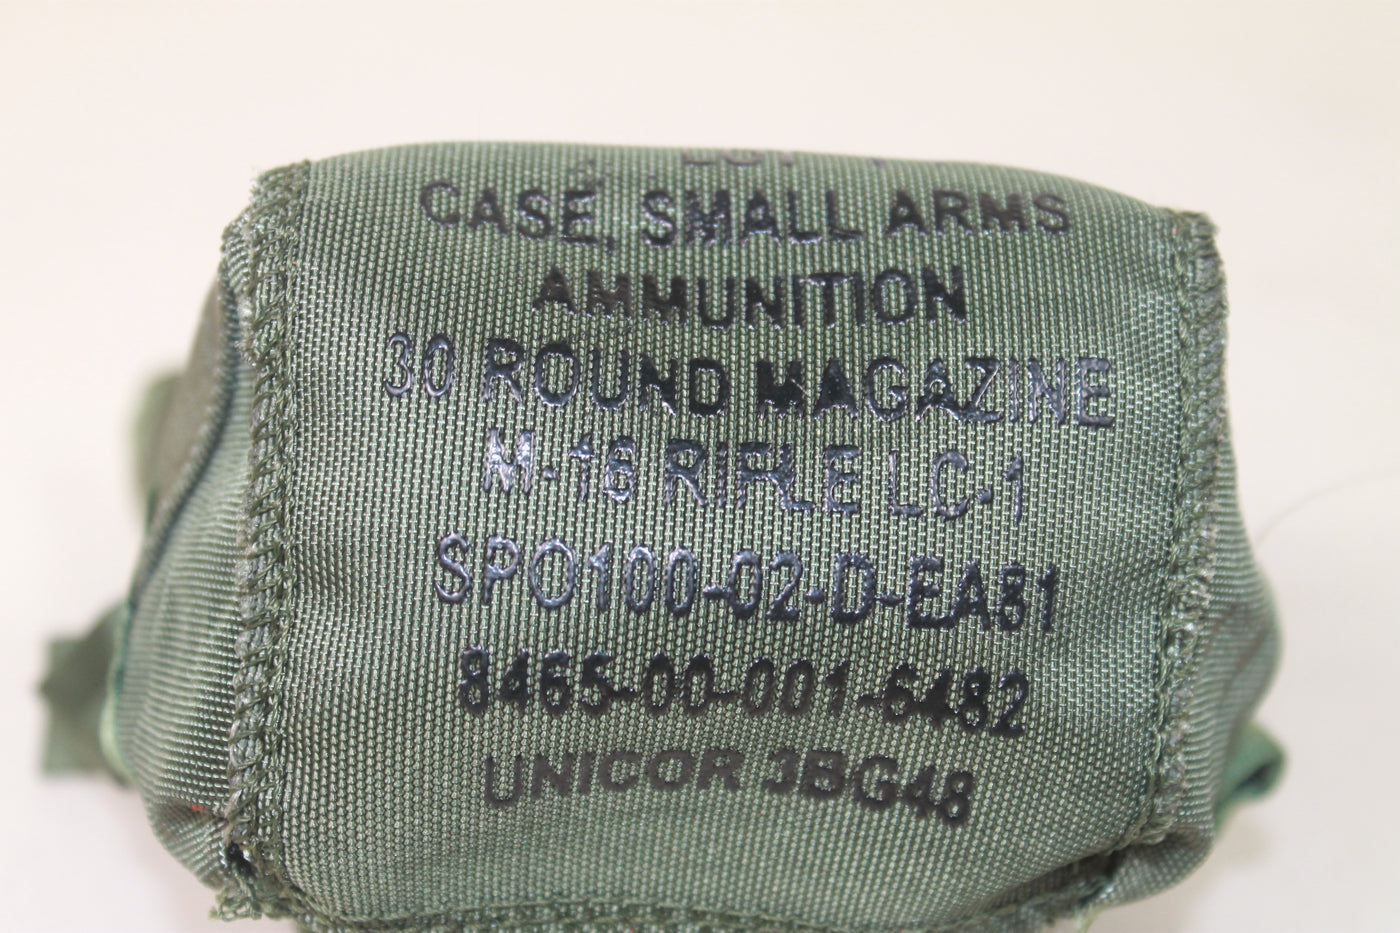 CASE, SMALL ARMS
AMMUNITION
30 ROUND MAGAZINE
M-16 RIFLE LC-1
SPO100-02-D-EA81
8465-00-001-6482
UNICOR 3BG48